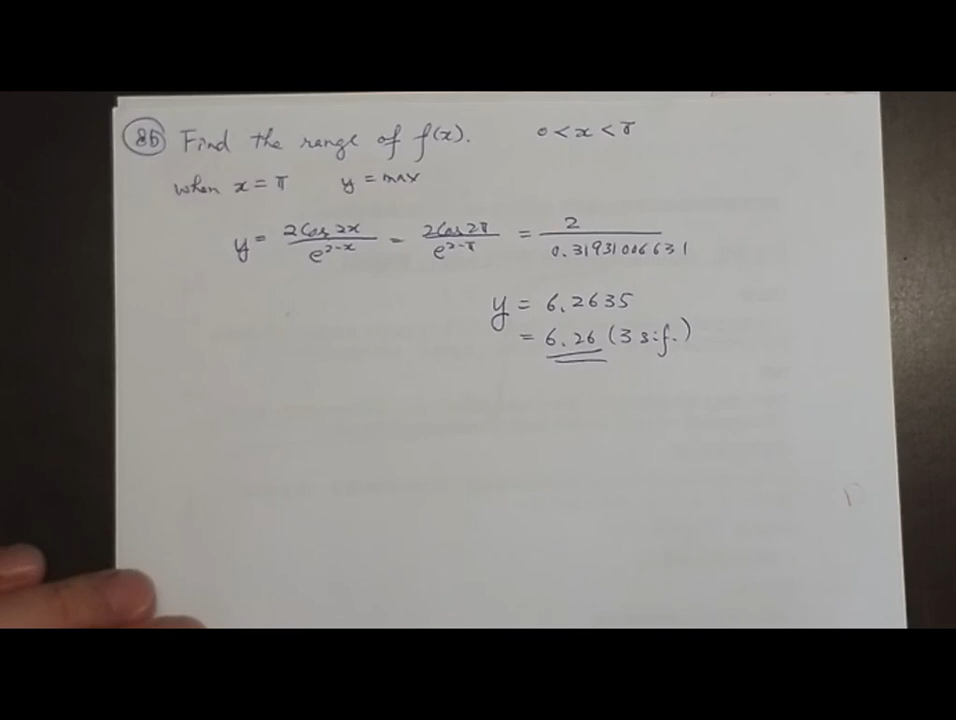 8b Find the range of f(x). 0 < x < π
when x = π y = max
y = 2Cos 2x / e^2-x = 2Cos 2π / e^2-π = 2 / 0.31931006631
y = 6.2635
= 6.26 (3 s.f.)